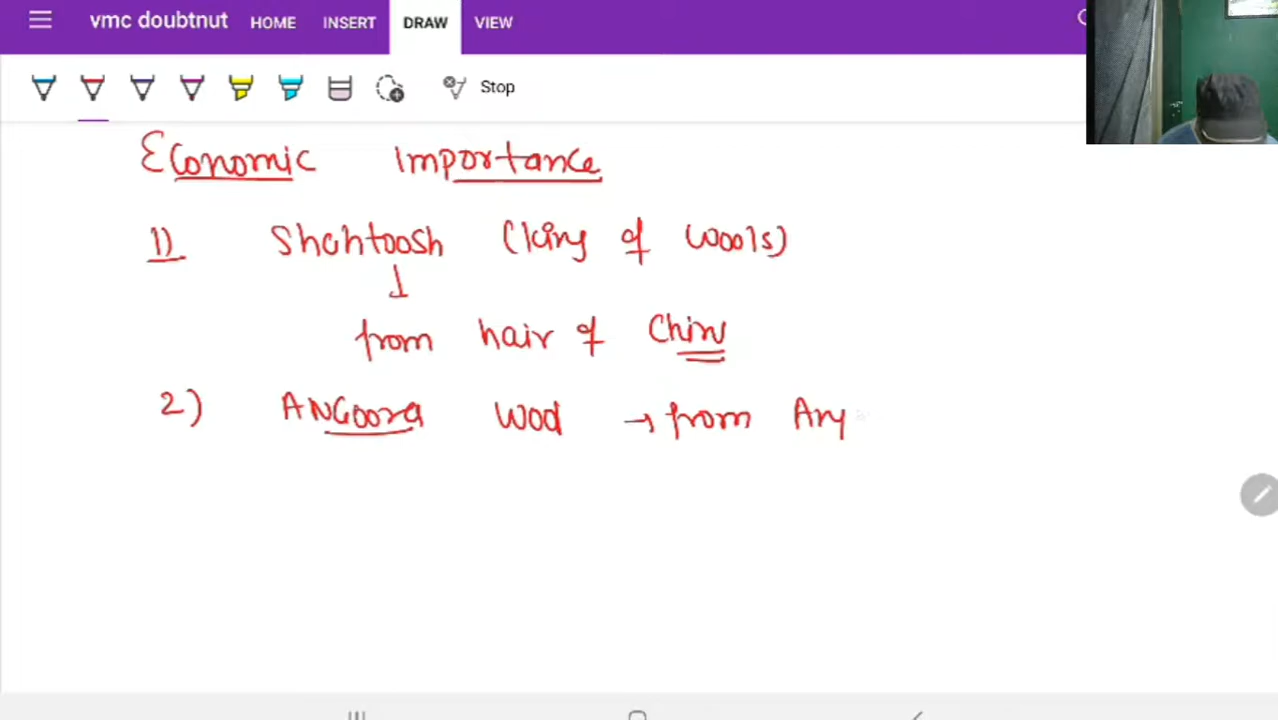 vmc doubtnut HOME INSERT DRAW VIEW
Stop
Economic Importance
1) Shahtoosh (king of wools)
from hair of Chiru
2) ANGoora wool → from Ang